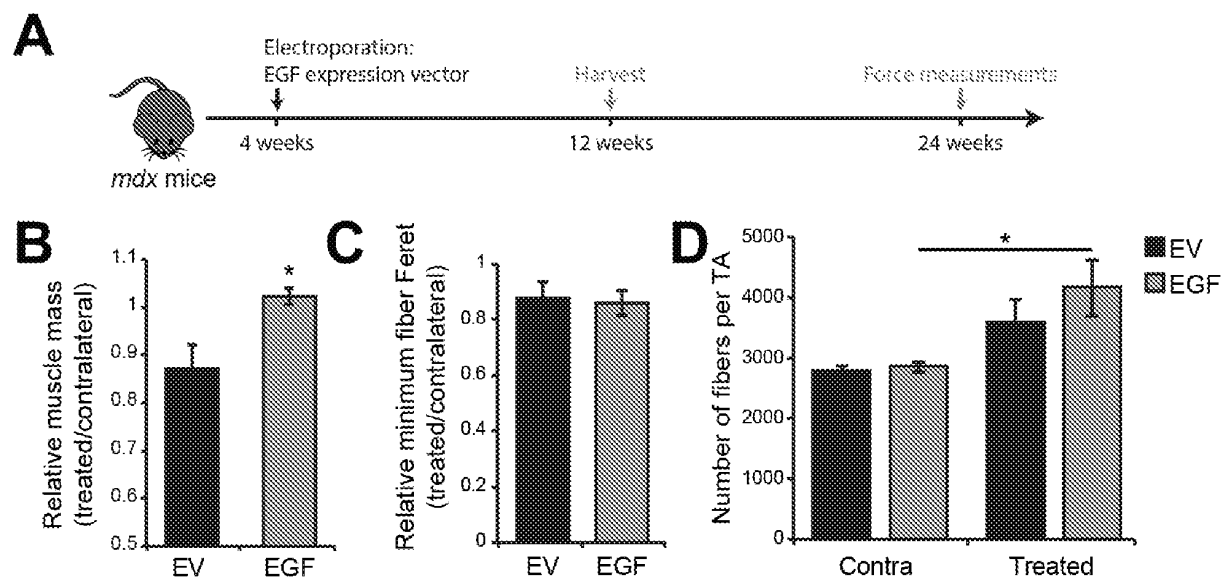 A
Electroporation:
EGF expression vector
Harvest
Force measurements
4 weeks
12 weeks
24 weeks
mdx mice
B
Relative muscle mass
(treated/contralateral)
1.1
1
0.9
0.8
0.7
0.6
0.5
*
EV
EGF
C
Relative minimum fiber Feret
(treated/contralateral)
1
0.8
0.6
0.4
0.2
0
EV
EGF
D
Number of fibers per TA
5000
4000
3000
2000
1000
0
*
Contra
Treated
EV
EGF